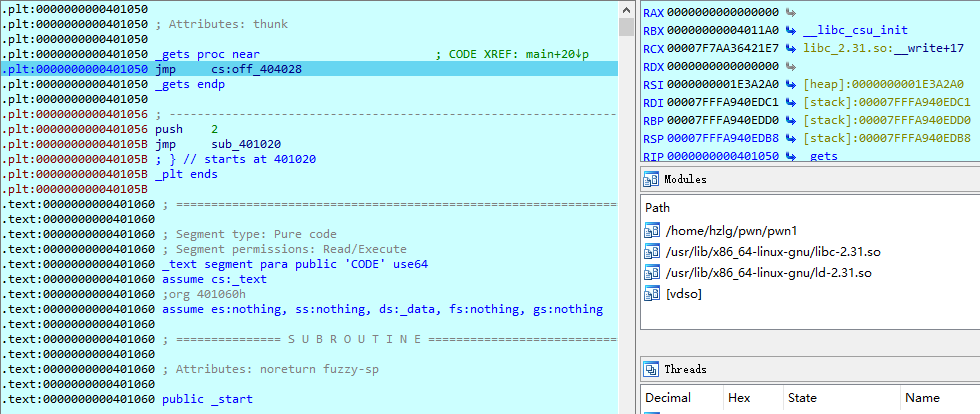 .plt:0000000000401050
.plt:0000000000401050 ; Attributes: thunk
.plt:0000000000401050
.plt:0000000000401050 _gets proc near ; CODE XREF: main+20↓p
.plt:0000000000401050 jmp cs:off_404028
.plt:0000000000401050 _gets endp
.plt:0000000000401050
.plt:0000000000401056 ; ---------------------------------------------------------------
.plt:0000000000401056 push 2
.plt:000000000040105B jmp sub_401020
.plt:000000000040105B ; } // starts at 401020
.plt:000000000040105B _plt ends
.plt:000000000040105B
.text:0000000000401060 ; ===============================================================
.text:0000000000401060
.text:0000000000401060 ; Segment type: Pure code
.text:0000000000401060 ; Segment permissions: Read/Execute
.text:0000000000401060 _text segment para public 'CODE' use64
.text:0000000000401060 assume cs:_text
.text:0000000000401060 ;org 401060h
.text:0000000000401060 assume es:nothing, ss:nothing, ds:_data, fs:nothing, gs:nothing
.text:0000000000401060
.text:0000000000401060 ; =============== S U B R O U T I N E ===========================
.text:0000000000401060
.text:0000000000401060 ; Attributes: noreturn fuzzy-sp
.text:0000000000401060
.text:0000000000401060 public _start
RAX 0000000000000000
RBX 00000000004011A0 __libc_csu_init
RCX 00007F7AA36421E7 libc_2.31.so:__write+17
RDX 0000000000000000
RSI 0000000001E3A2A0 [heap]:0000000001E3A2A0
RDI 00007FFFA940EDC1 [stack]:00007FFFA940EDC1
RBP 00007FFFA940EDD0 [stack]:00007FFFA940EDD0
RSP 00007FFFA940EDB8 [stack]:00007FFFA940EDB8
RIP 0000000000401050 _gets
Modules
Path
/home/hzlg/pwn/pwn1
/usr/lib/x86_64-linux-gnu/libc-2.31.so
/usr/lib/x86_64-linux-gnu/ld-2.31.so
[vdso]
Threads
Decimal Hex State Name